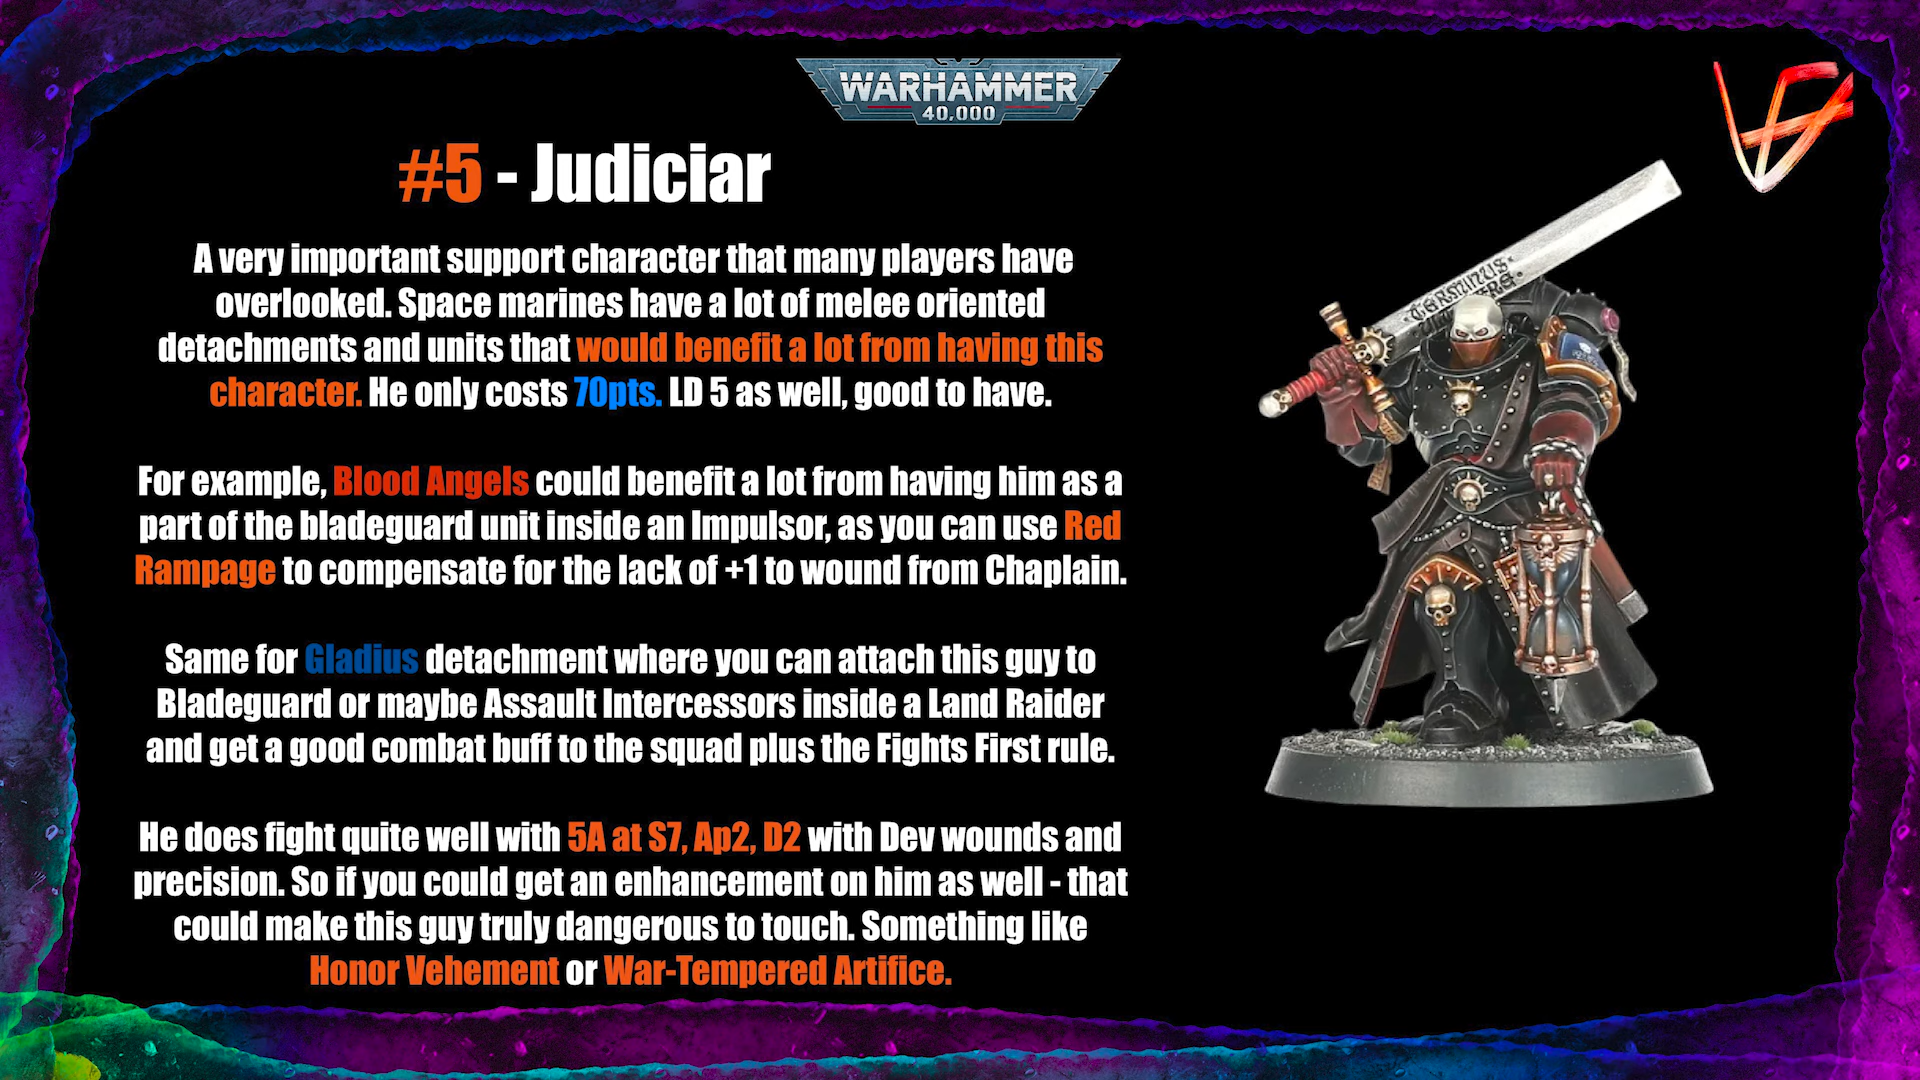 WARHAMMER
40,000
#5 - Judiciar
A very important support character that many players have
overlooked. Space marines have a lot of melee oriented
detachments and units that would benefit a lot from having this
character. He only costs 70pts. LD 5 as well, good to have.
For example, Blood Angels could benefit a lot from having him as a
part of the bladeguard unit inside an Impulsor, as you can use Red
Rampage to compensate for the lack of +1 to wound from Chaplain.
Same for Gladius detachment where you can attach this guy to
Bladeguard or maybe Assault Intercessors inside a Land Raider
and get a good combat buff to the squad plus the Fights First rule.
He does fight quite well with 5A at S7, Ap2, D2 with Dev wounds and
precision. So if you could get an enhancement on him as well - that
could make this guy truly dangerous to touch. Something like
Honor Vehement or War-Tempered Artifice.